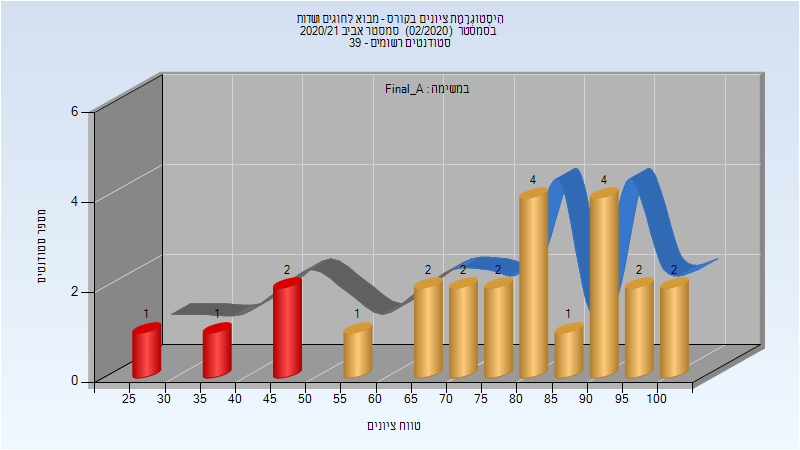 היסטוגרמת ציונים בקורס - מבוא לחוגים ושדות
בסמסטר (02/2020) סמסטר אביב 2020/21
סטודנטים רשומים - 39
במשימה : Final_A
מספר סטודנטים
6
4
2
0
1
1
2
1
2
2
2
4
1
4
2
2
25 30 35 40 45 50 55 60 65 70 75 80 85 90 95 100
טווח ציונים